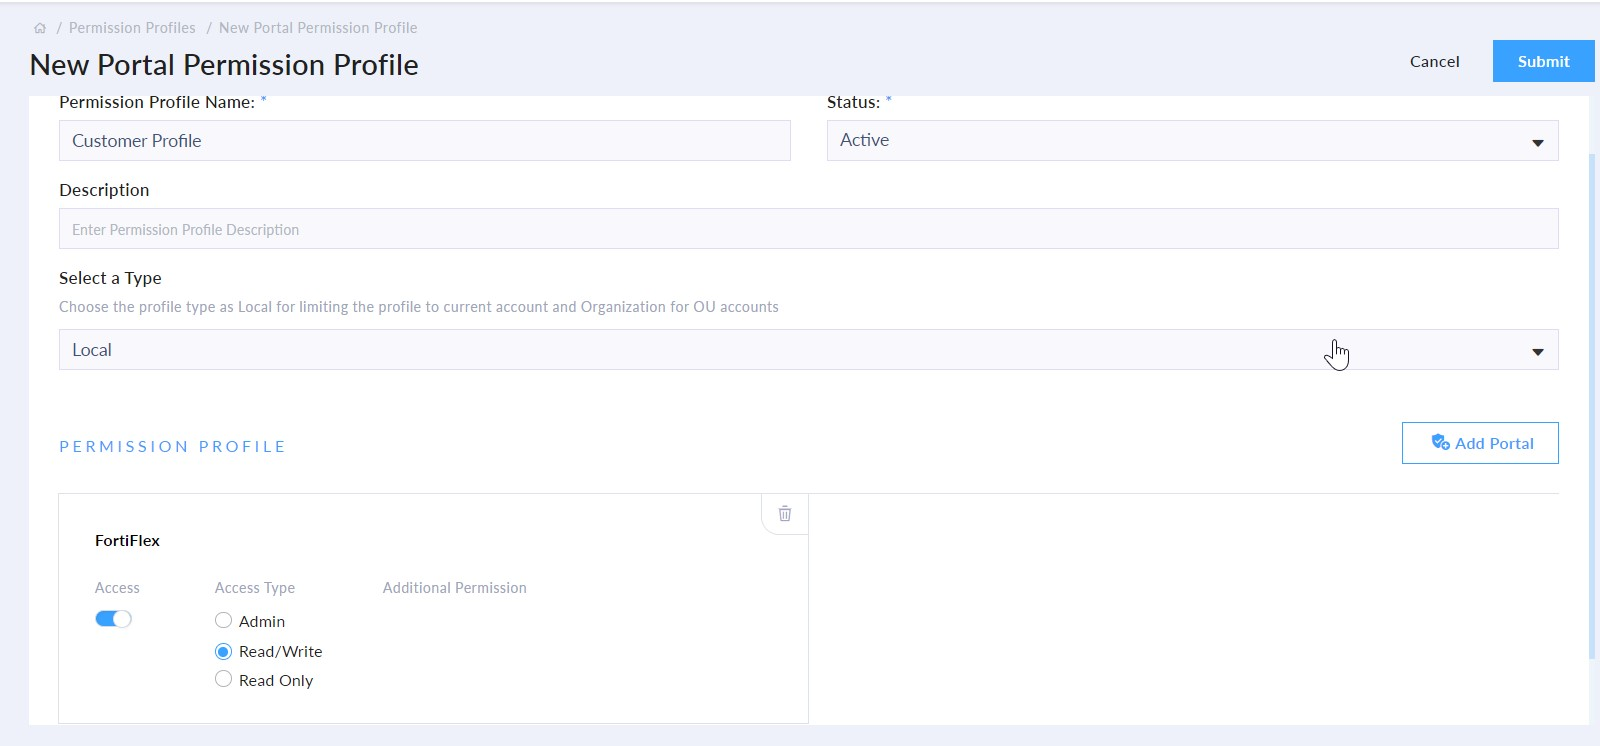 / Permission Profiles / New Portal Permission Profile
New Portal Permission Profile
Cancel
Submit
Permission Profile Name: *
Status: *
Customer Profile
Active
Description
Enter Permission Profile Description
Select a Type
Choose the profile type as Local for limiting the profile to current account and Organization for OU accounts
Local
PERMISSION PROFILE
Add Portal
FortiFlex
Access
Access Type
Additional Permission
Admin
Read/Write
Read Only